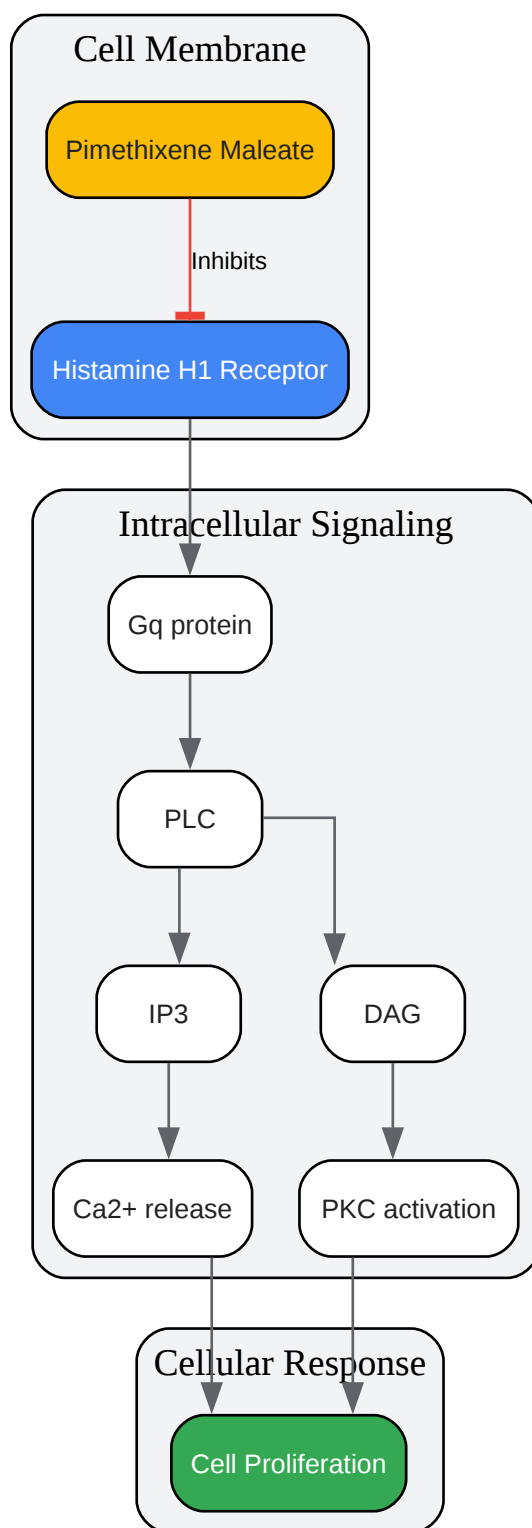 Cell Membrane
Pimethixene Maleate
Inhibits
Histamine H1 Receptor
Intracellular Signaling
Gq protein
PLC
IP3
DAG
Ca2+ release
PKC activation
Cellular Response
Cell Proliferation